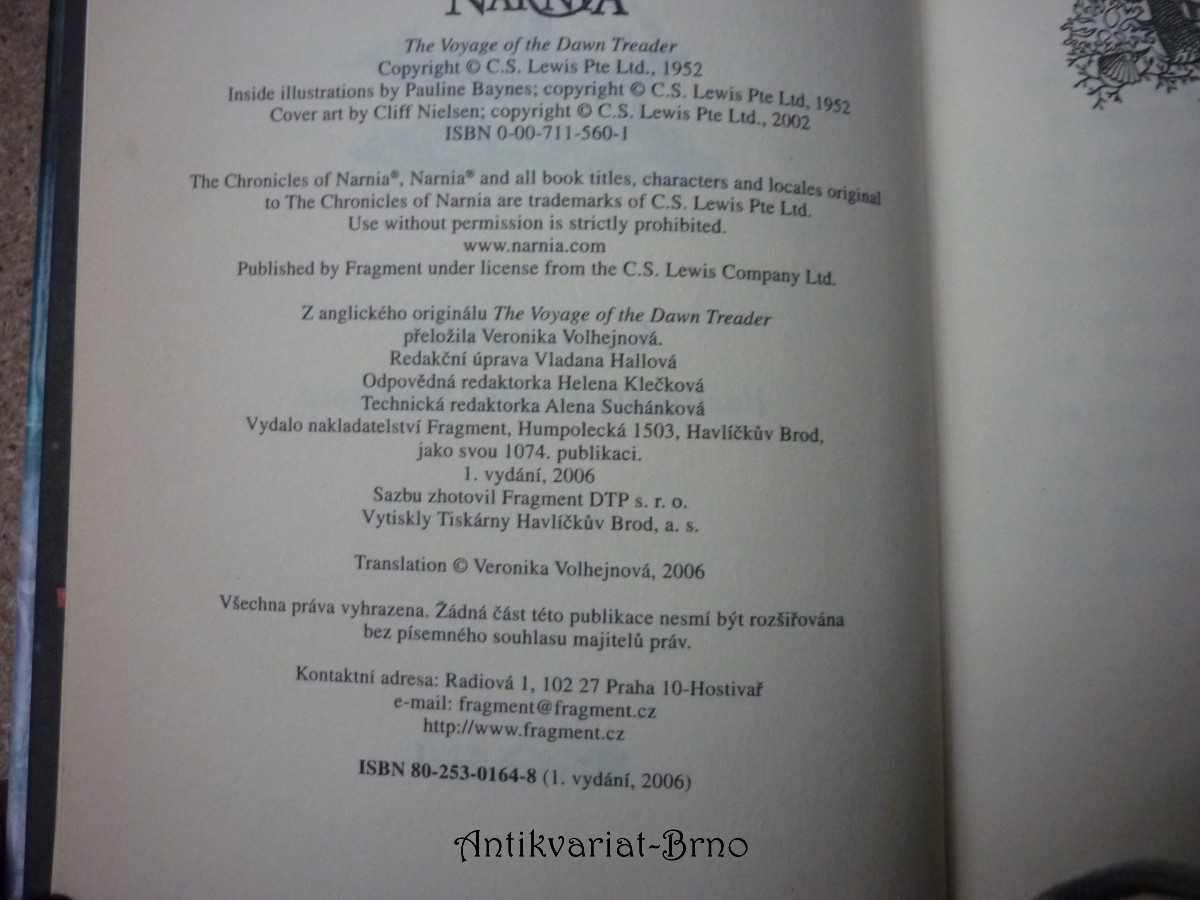 NARNIA
The Voyage of the Dawn Treader
Copyright © C.S. Lewis Pte Ltd., 1952
Inside illustrations by Pauline Baynes; copyright © C.S. Lewis Pte Ltd, 1952
Cover art by Cliff Nielsen; copyright © C.S. Lewis Pte Ltd., 2002
ISBN 0-00-711-560-1
The Chronicles of Narnia®, Narnia® and all book titles, characters and locales original
to The Chronicles of Narnia are trademarks of C.S. Lewis Pte Ltd.
Use without permission is strictly prohibited.
www.narnia.com
Published by Fragment under license from the C.S. Lewis Company Ltd.
Z anglického originálu The Voyage of the Dawn Treader
přeložila Veronika Volhejnová.
Redakční úprava Vladana Hallová
Odpovědná redaktorka Helena Klečková
Technická redaktorka Alena Suchánková
Vydalo nakladatelství Fragment, Humpolecká 1503, Havlíčkův Brod,
jako svou 1074. publikaci.
1. vydání, 2006
Sazbu zhotovil Fragment DTP s. r. o.
Vytiskly Tiskárny Havlíčkův Brod, a. s.
Translation © Veronika Volhejnová, 2006
Všechna práva vyhrazena. Žádná část této publikace nesmí být rozšiřována
bez písemného souhlasu majitelů práv.
Kontaktní adresa: Radiová 1, 102 27 Praha 10-Hostivař
e-mail: fragment@fragment.cz
http://www.fragment.cz
ISBN 80-253-0164-8 (1. vydání, 2006)
Antikvariat-Brno